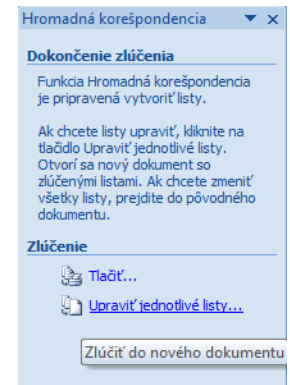 Hromadná korešpondencia
Dokončenie zlúčenia
Funkcia Hromadná korešpondencia
je pripravená vytvoriť listy.
Ak chcete listy upraviť, kliknite na
tlačidlo Upraviť jednotlivé listy.
Otvorí sa nový dokument so
zlúčenými listami. Ak chcete zmeniť
všetky listy, prejdite do pôvodného
dokumentu.
Zlúčenie
Tlačiť...
Upraviť jednotlivé listy...
Zlúčiť do nového dokumentu